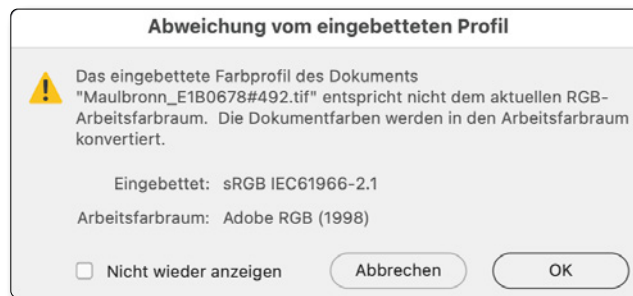 Abweichung vom eingebetteten Profil
Das eingebettete Farbprofil des Dokuments
"Maulbronn_E1B0678#492.tif" entspricht nicht dem aktuellen RGB-
Arbeitsfarbraum. Die Dokumentfarben werden in den Arbeitsfarbraum
konvertiert.
Eingebettet: sRGB IEC61966-2.1
Arbeitsfarbraum: Adobe RGB (1998)
Nicht wieder anzeigen Abbrechen OK